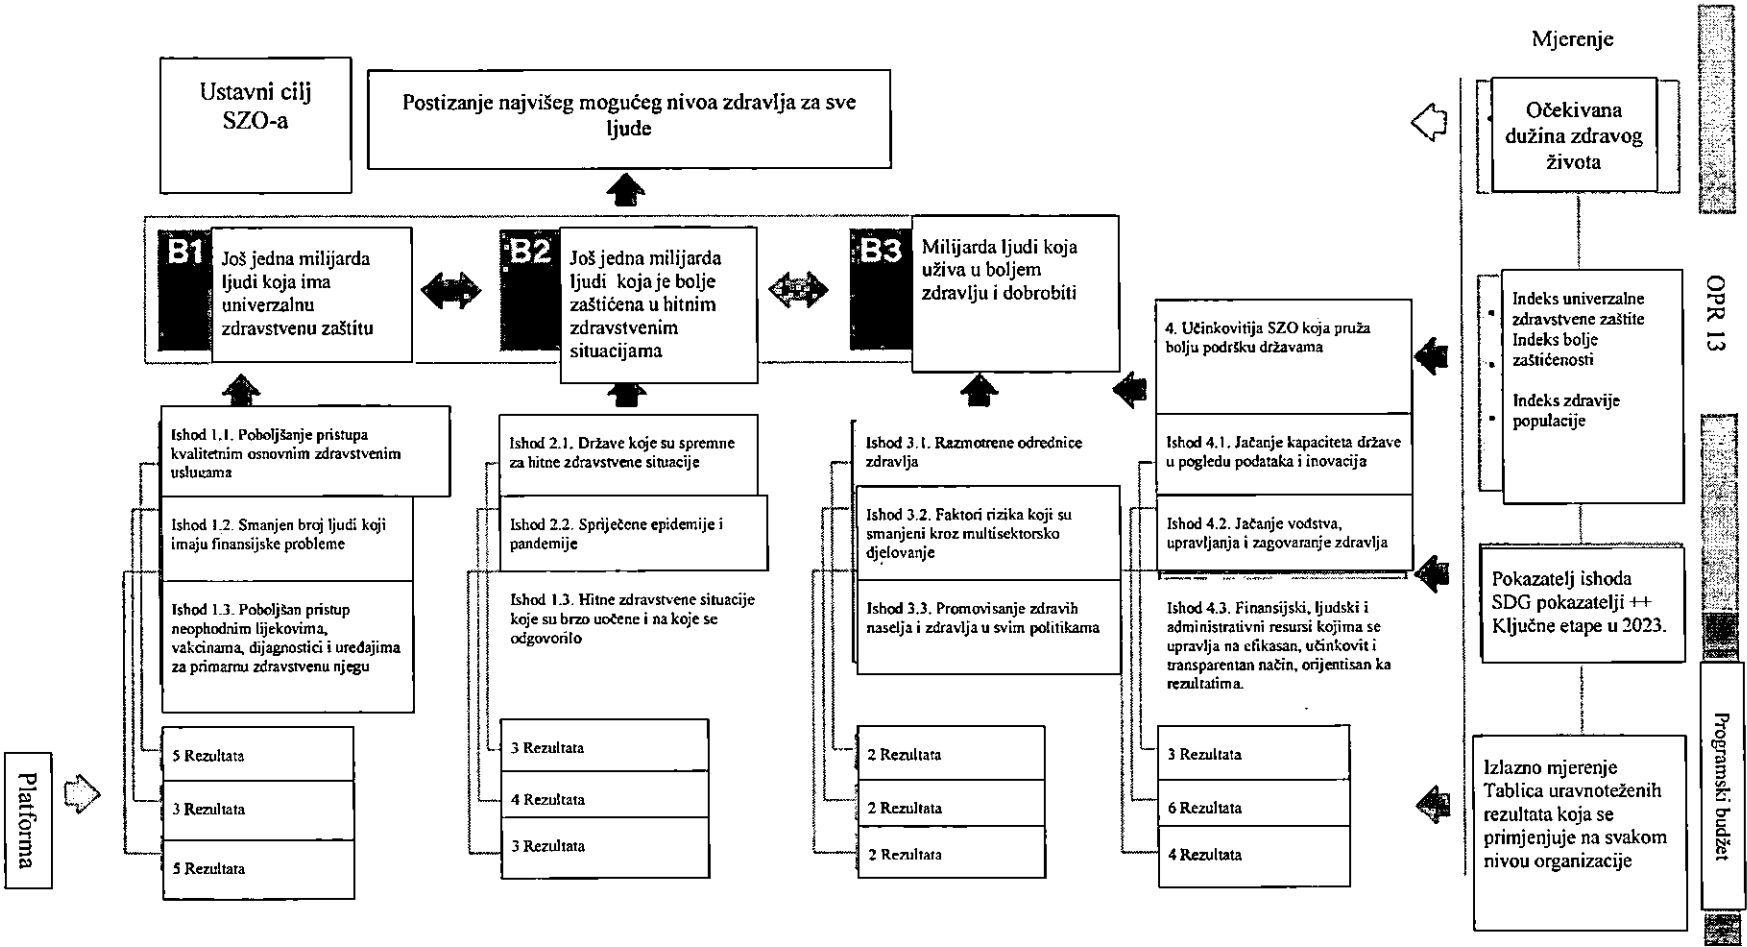 Mjerenje
Ustavni cilj
SZO-a
Postizanje najvišeg mogućeg nivoa zdravlja za sve
ljude
Očekivana
dužina zdravog
života
B1
Još jedna milijarda
ljudi koja ima
univerzalnu
zdravstvenu zaštitu
B2
Još jedna milijarda
ljudi koja je bolje
zaštićena u hitnim
zdravstvenim
situacijama
B3
Milijarda ljudi koja
uživa u boljem
zdravlju i dobrobiti
4. Učinkovitija SZO koja pruža
bolju podršku državama
Indeks univerzalne
zdravstvene zaštite
Indeks bolje
zaštićenosti
Indeks zdravije
populacije
OPR 13
Ishod 1.1. Poboljšanje pristupa
kvalitetnim osnovnim zdravstvenim
uslugama
Ishod 1.2. Smanjen broj ljudi koji
imaju finansijske probleme
Ishod 1.3. Poboljšan pristup
neophodnim lijekovima,
vakcinama, dijagnostici i uređajima
za primarnu zdravstvenu njegu
Ishod 2.1. Države koje su spremne
za hitne zdravstvene situacije
Ishod 2.2. Spriječene epidemije i
pandemije
Ishod 1.3. Hitne zdravstvene situacije
koje su brzo uočene i na koje se
odgovorilo
Ishod 3.1. Razmotrene odrednice
zdravlja
Ishod 3.2. Faktori rizika koji su
smanjeni kroz multisektorsko
djelovanje
Ishod 3.3. Promovisanje zdravih
naselja i zdravlja u svim politikama
Ishod 4.1. Jačanje kapaciteta države
u pogledu podataka i inovacija
Ishod 4.2. Jačanje vodstva,
upravljanja i zagovaranje zdravlja
Ishod 4.3. Finansijski, ljudski i
administrativni resursi kojima se
upravlja na efikasan, učinkovit i
transparentan način, orijentisan ka
rezultatima.
Pokazatelj ishoda
SDG pokazatelji ++
Ključne etape u 2023.
Platforma
5 Rezultata
3 Rezultata
5 Rezultata
3 Rezultata
4 Rezultata
3 Rezultata
2 Rezultata
2 Rezultata
2 Rezultata
3 Rezultata
6 Rezultata
4 Rezultata
Izlazno mjerenje
Tablica uravnoteženih
rezultata koja se
primjenjuje na svakom
nivou organizacije
Programski budžet